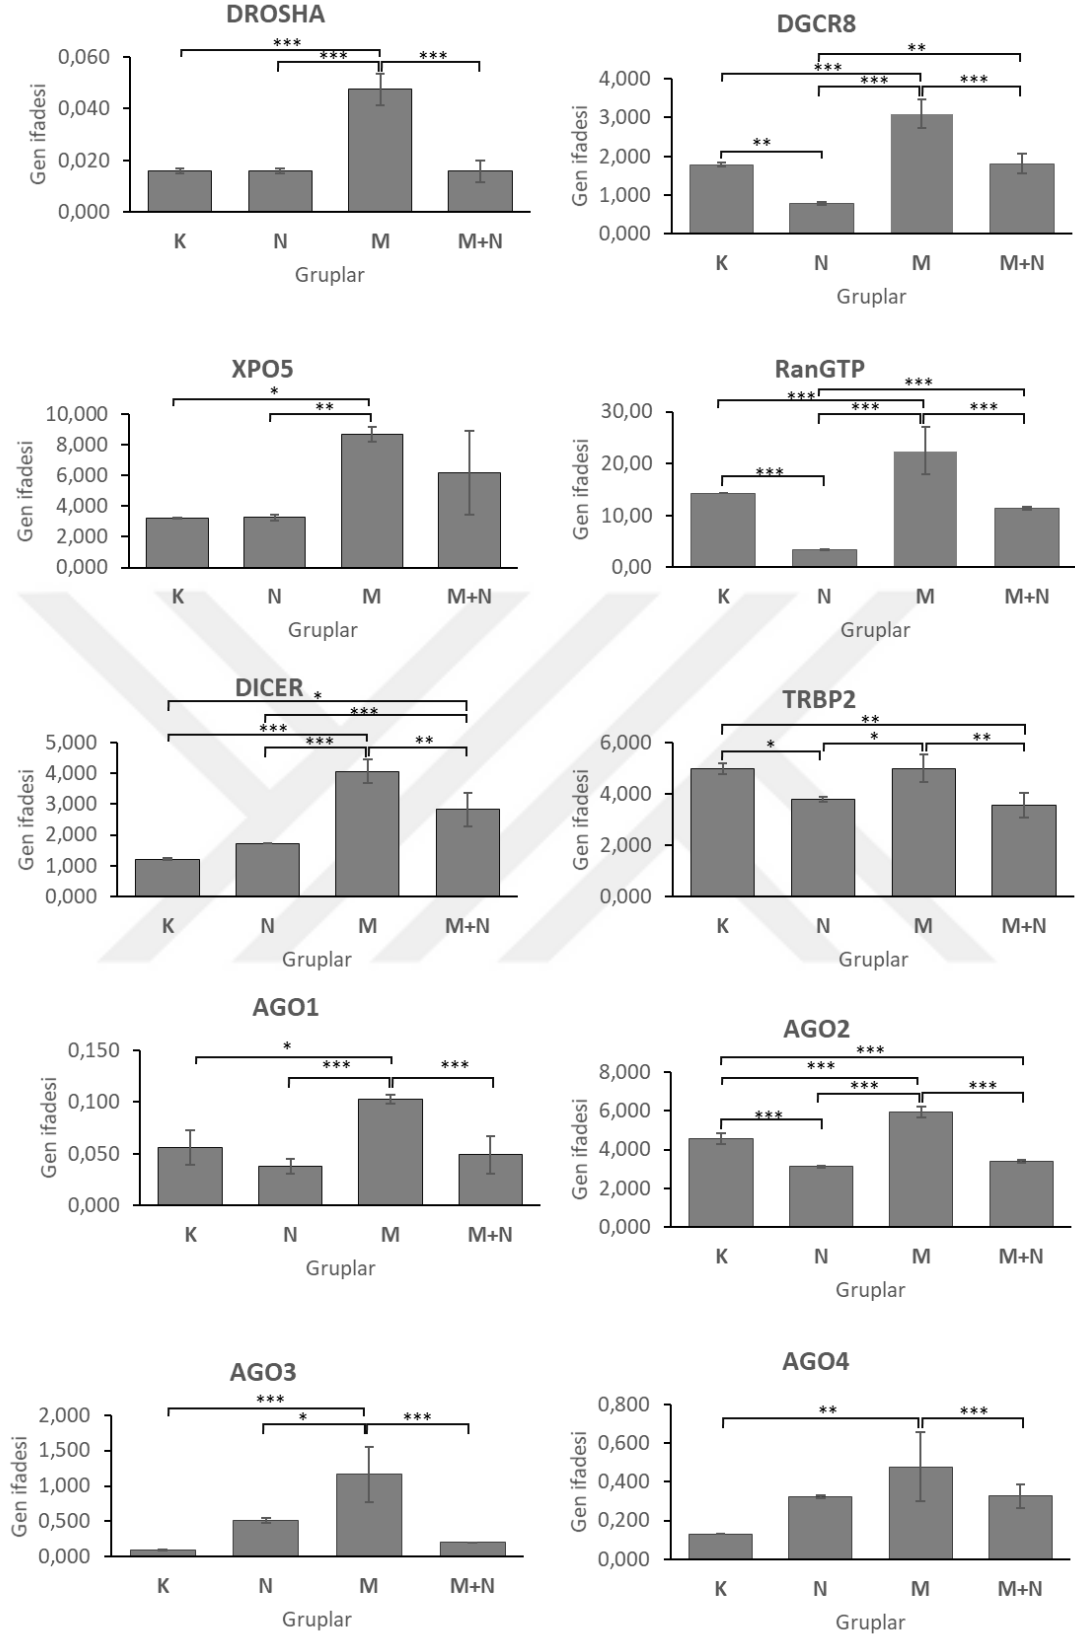 DROSHA
***
*** ***
0,060
0,040
0,020
0,000
Gen ifadesi
K N M M+N
Gruplar
DGCR8
**
***
*** ***
**
4,000
3,000
2,000
1,000
0,000
Gen ifadesi
K N M M+N
Gruplar
XPO5
*
**
10,000
8,000
6,000
4,000
2,000
0,000
Gen ifadesi
K N M M+N
Gruplar
RanGTP
***
***
*** ***
***
30,00
20,00
10,00
0,00
Gen ifadesi
K N M M+N
Gruplar
DICER
*
***
***
*** **
5,000
4,000
3,000
2,000
1,000
0,000
Gen ifadesi
K N M M+N
Gruplar
TRBP2
**
* * **
6,000
4,000
2,000
0,000
Gen ifadesi
K N M M+N
Gruplar
AGO1
*
*** ***
0,150
0,100
0,050
0,000
Gen ifadesi
K N M M+N
Gruplar
AGO2
***
***
*** ***
***
8,000
6,000
4,000
2,000
0,000
Gen ifadesi
K N M M+N
Gruplar
AGO3
***
* ***
2,000
1,500
1,000
0,500
0,000
Gen ifadesi
K N M M+N
Gruplar
AGO4
** ***
0,800
0,600
0,400
0,200
0,000
Gen ifadesi
K N M M+N
Gruplar